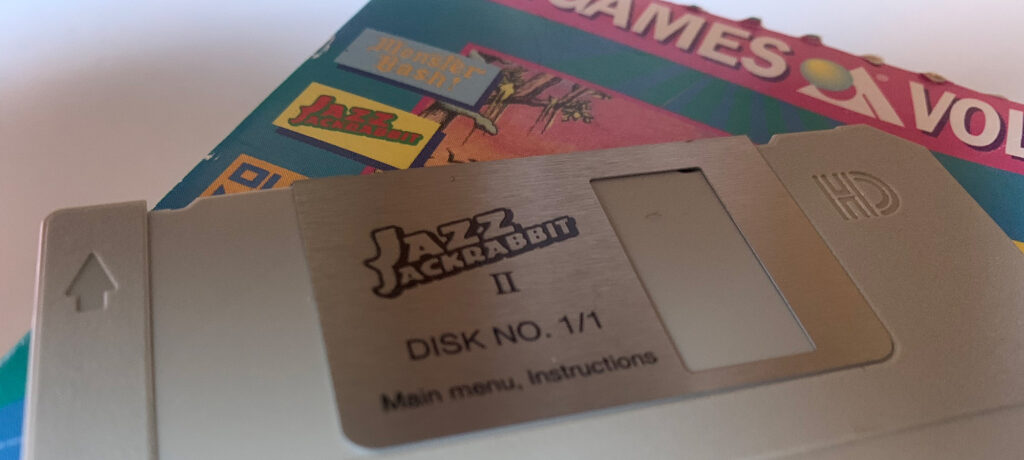 GAMES VOL
Monster
Bash!
JAZZ
JACKRABBIT
HD
JAZZ
JACKRABBIT
II
DISK NO. 1/1
Main menu, Instructions